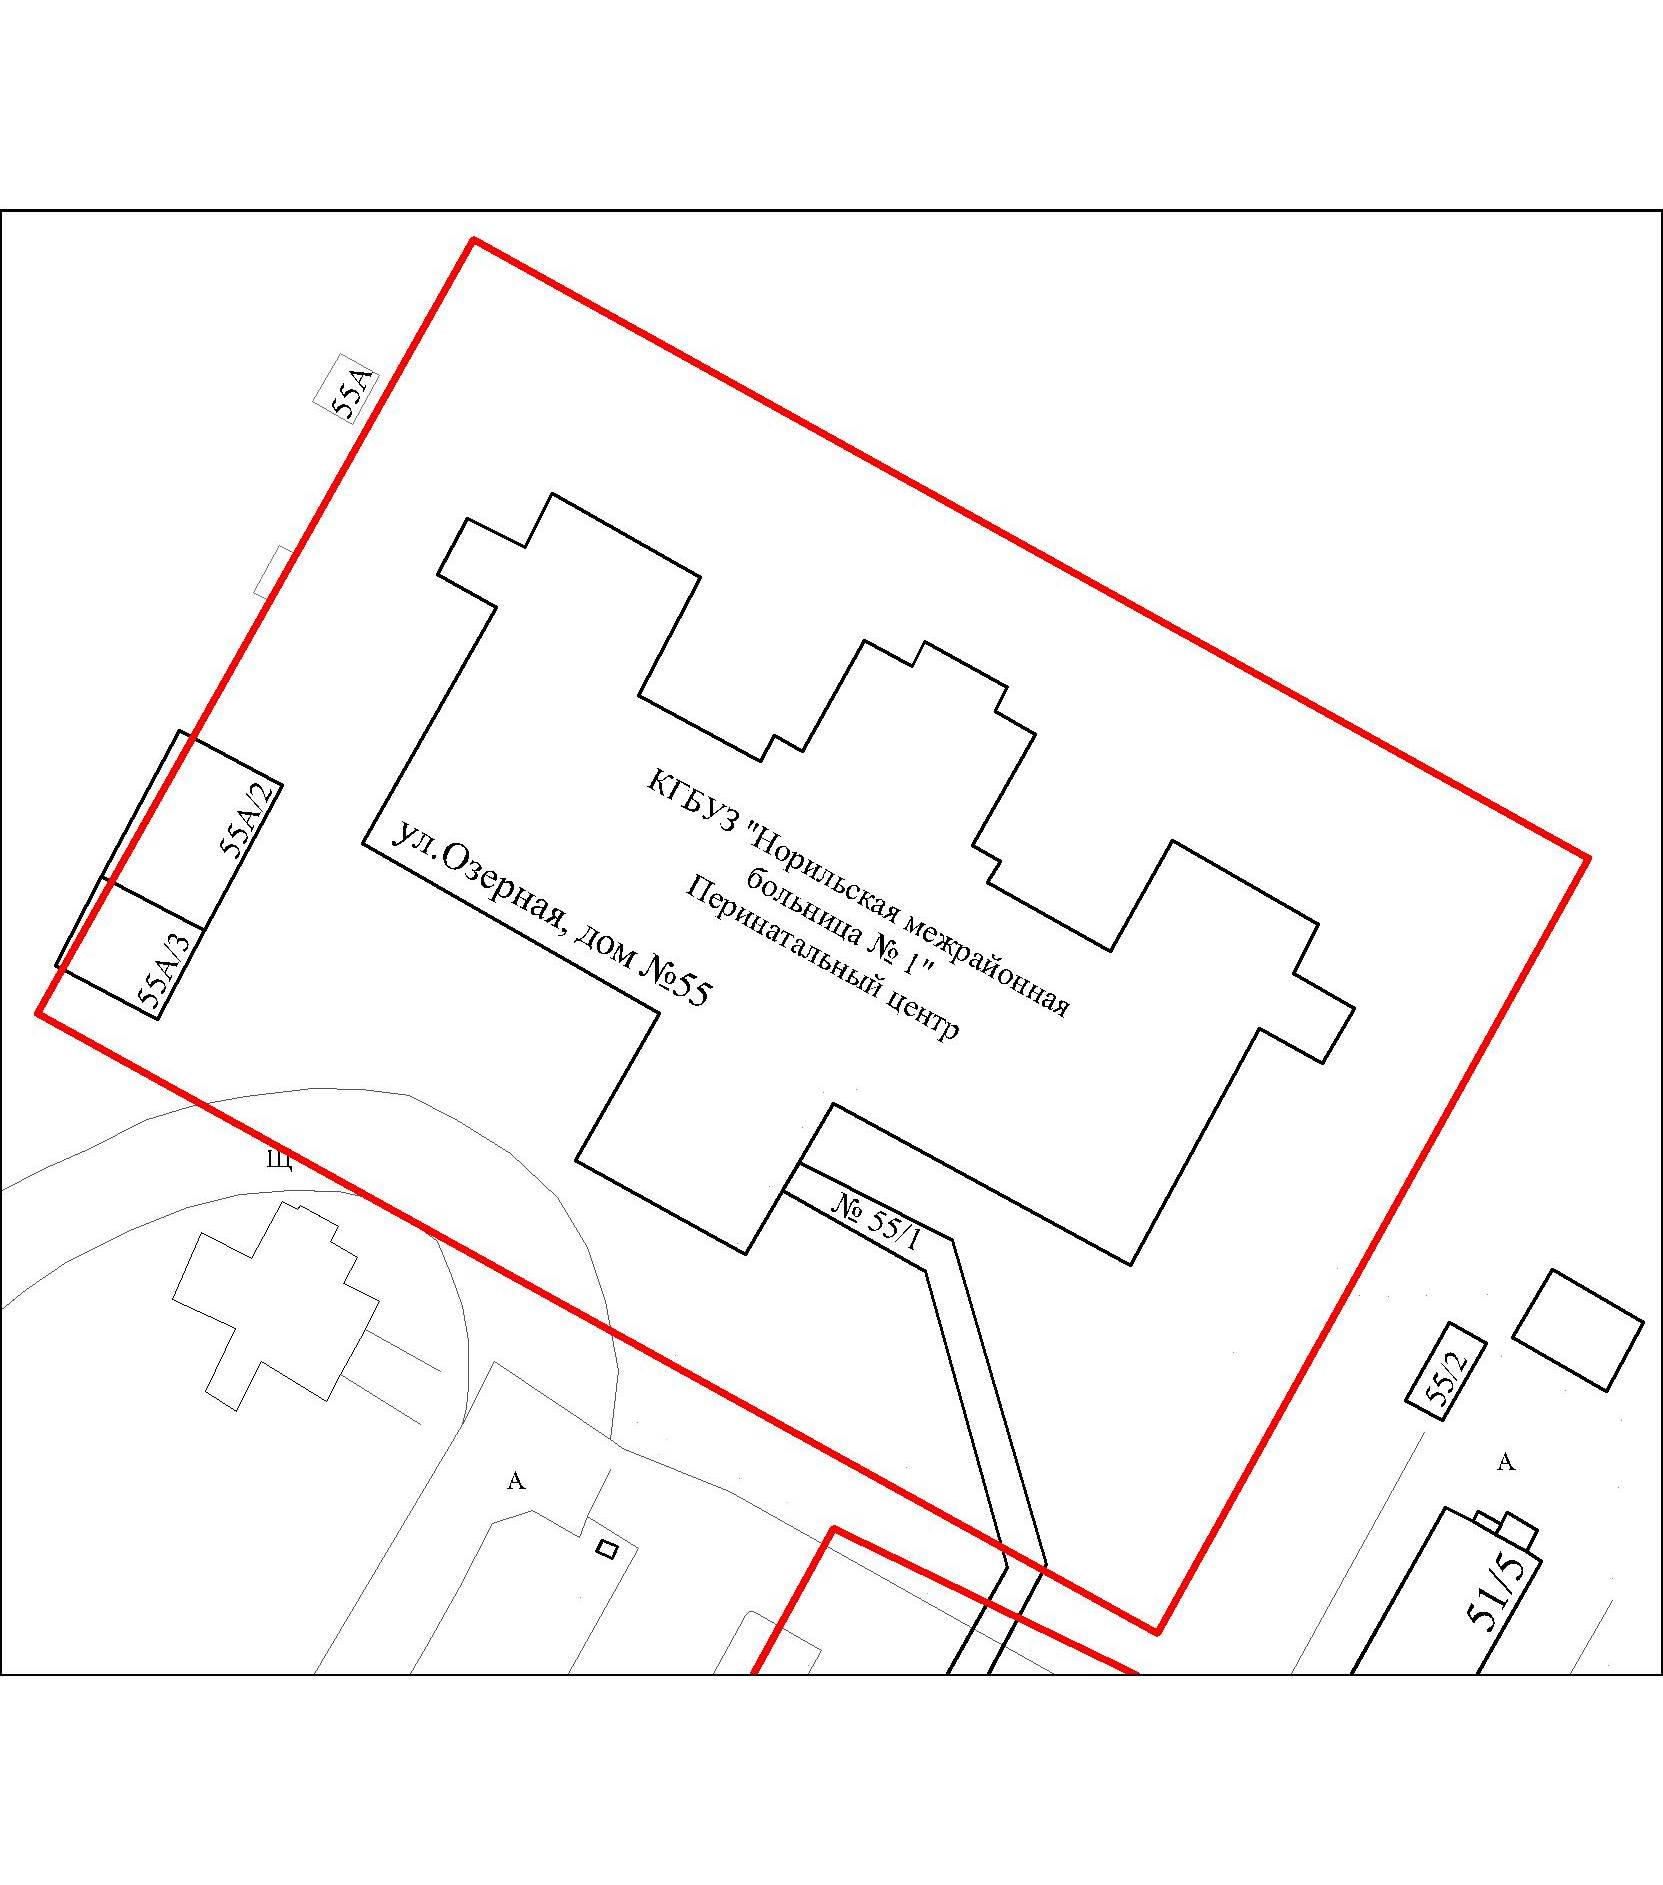 55А
55А/2
55А/3
КГБУЗ "Норильская межрайонная
больница № 1"
Перинатальный центр
ул.Озерная, дом №55
Щ
№ 55/1
55/2
А
А
51/5